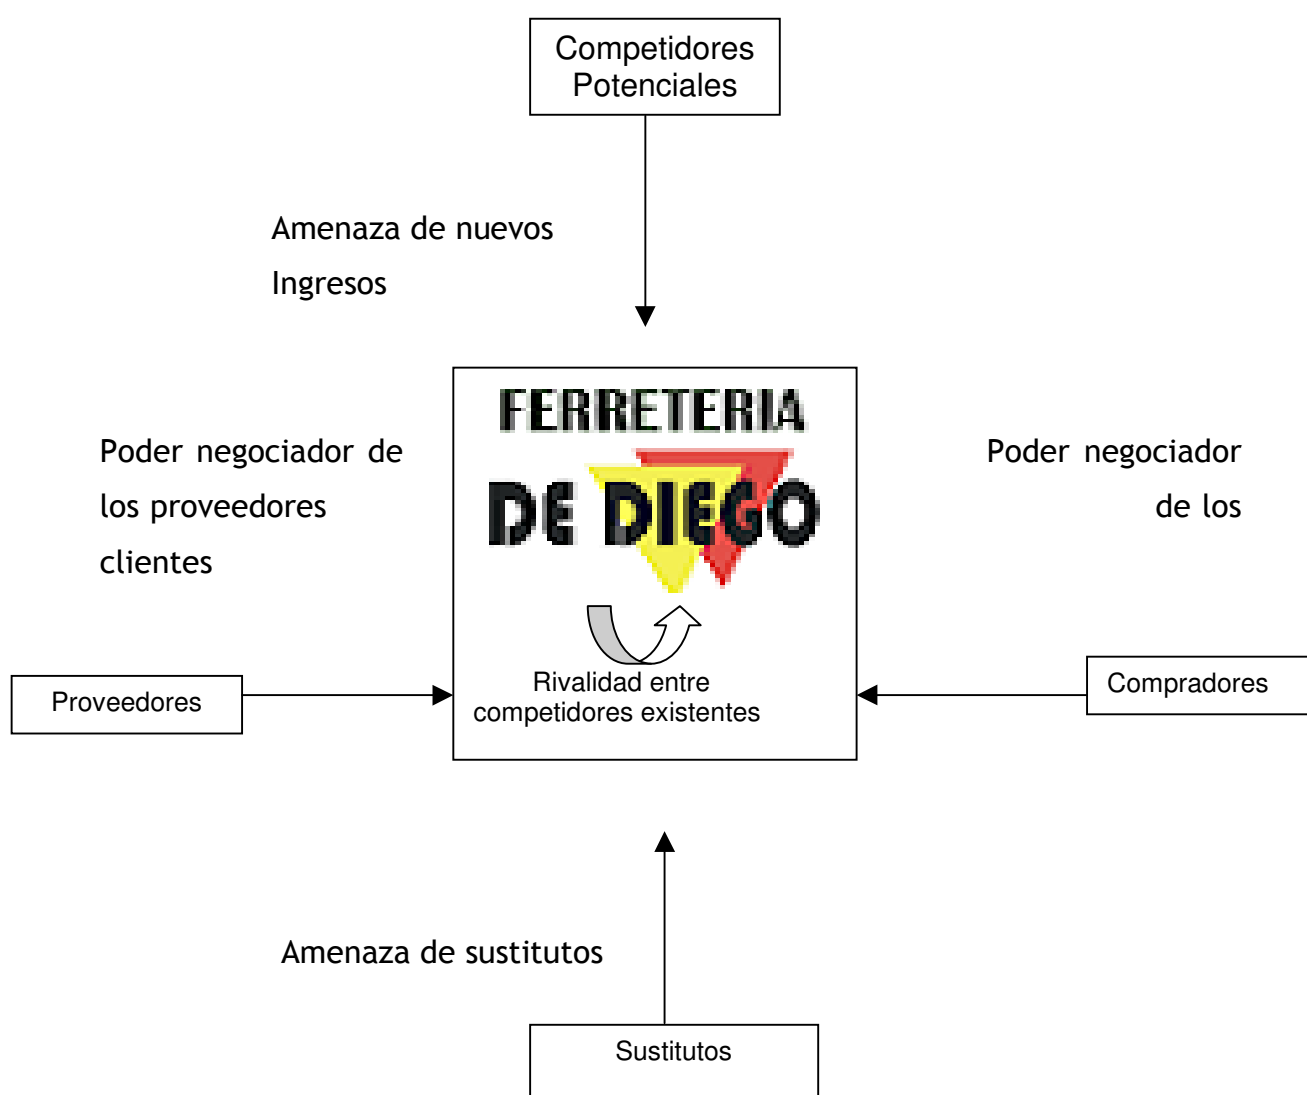 Competidores
Potenciales
Amenaza de nuevos
Ingresos
FERRETERIA
DE DIEGO
Poder negociador de
los proveedores
clientes
Poder negociador
de los
Rivalidad entre
competidores existentes
Proveedores
Compradores
Amenaza de sustitutos
Sustitutos